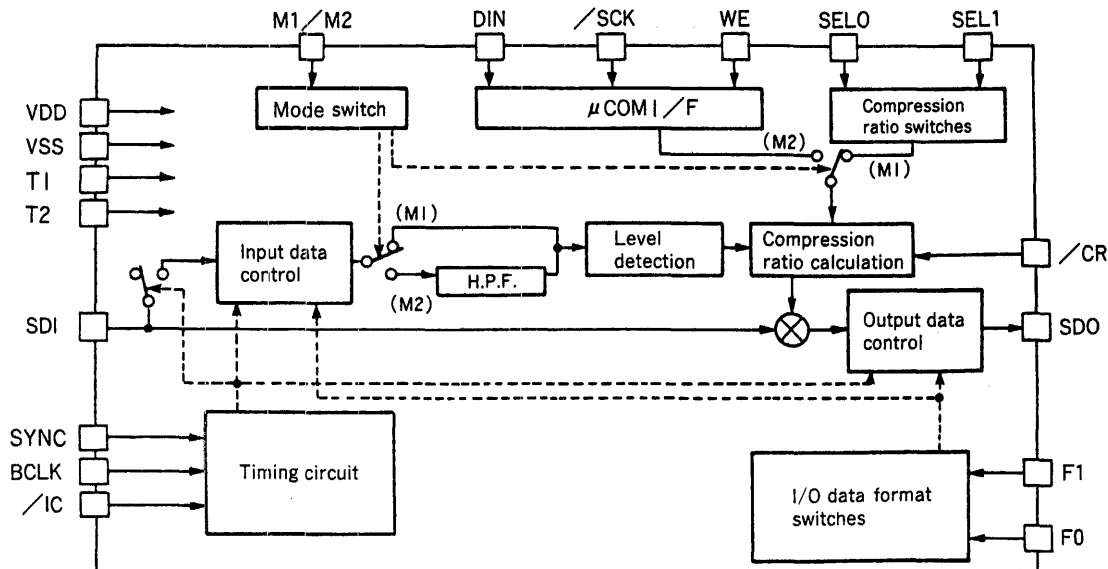 M1/M2
DIN
/SCK
WE
SEL0
SEL1
VDD
VSS
T1
T2
Mode switch
μCOM I/F
Compression
ratio switches
(M2)
(M1)
(M1)
Input data
control
Level
detection
Compression
ratio calculation
/CR
H.P.F.
(M2)
SDI
Output data
control
SDO
SYNC
BCLK
/IC
Timing circuit
I/O data format
switches
F1
F0